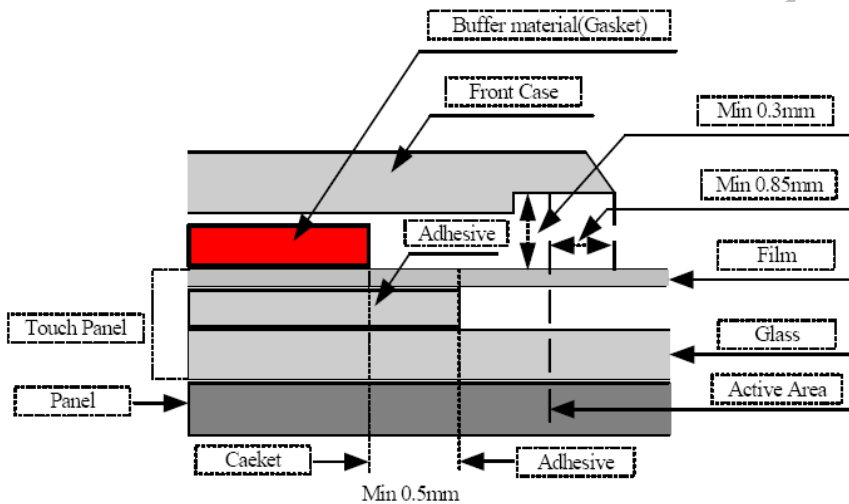 Buffer material(Gasket)
Front Case
Min 0.3mm
Min 0.85mm
Adhesive
Film
Touch Panel
Glass
Panel
Active Area
Caeket
Adhesive
Min 0.5mm